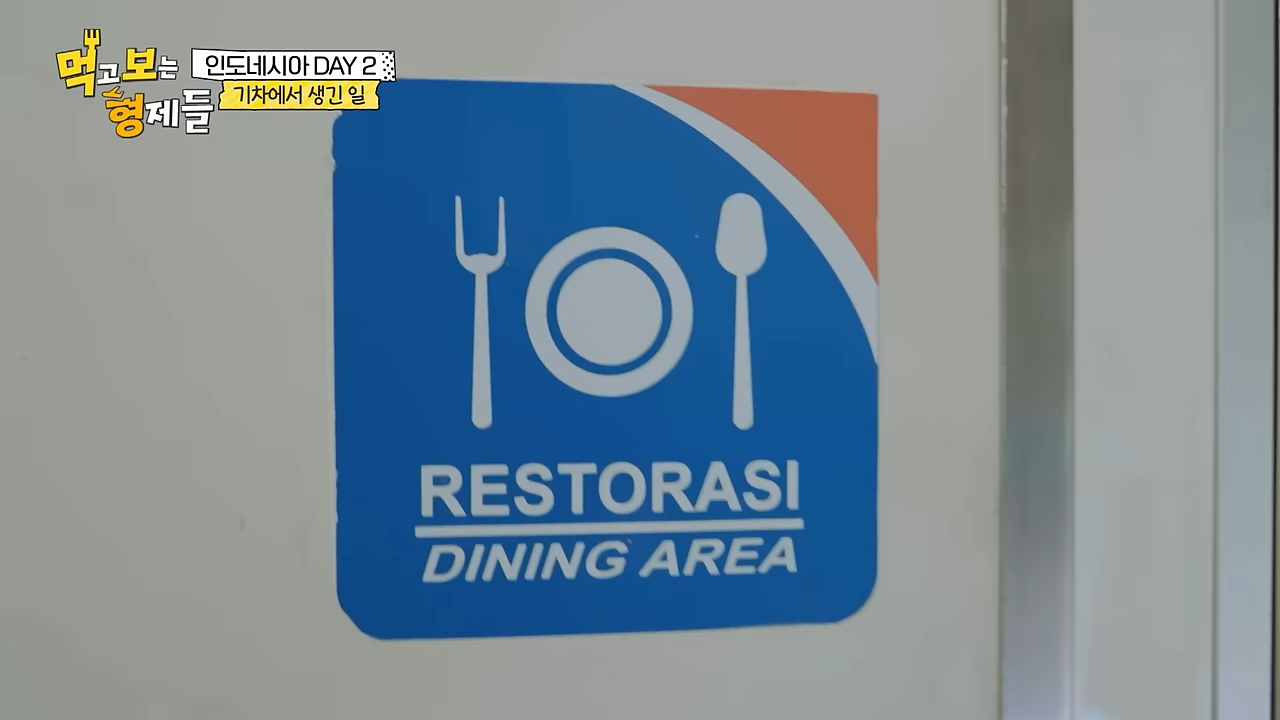 먹고 보는
형제들
인도네시아 DAY 2
기차에서 생긴 일
RESTORASI
DINING AREA